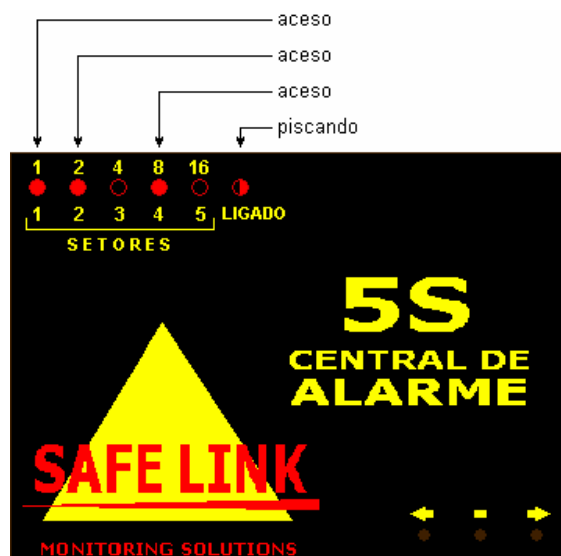 aceso
aceso
aceso
piscando
1 2 4 8 16
1 2 3 4 5 LIGADO
SETORES
5S
CENTRAL DE
ALARME
SAFE LINK
MONITORING SOLUTIONS